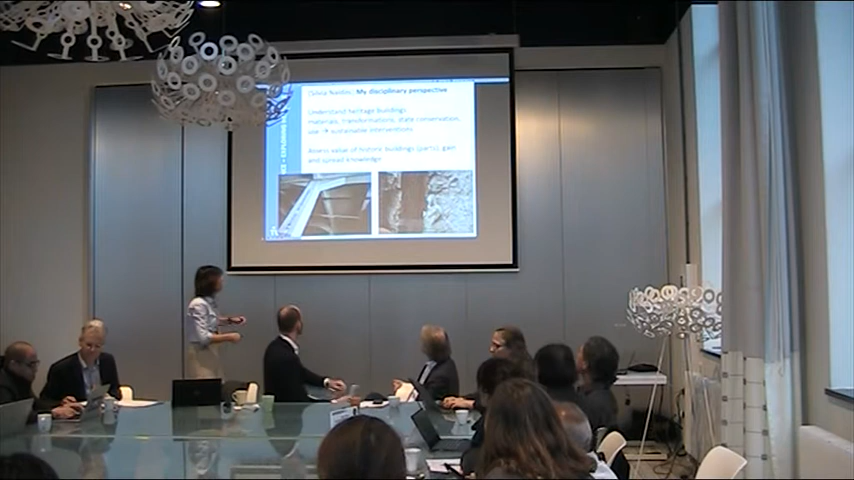 (Silvia Naldini) My disciplinary perspective
Understand heritage buildings:
materials, transformations, state conservation,
use → sustainable interventions
Assess value of historic buildings (parts), gain
and spread knowledge